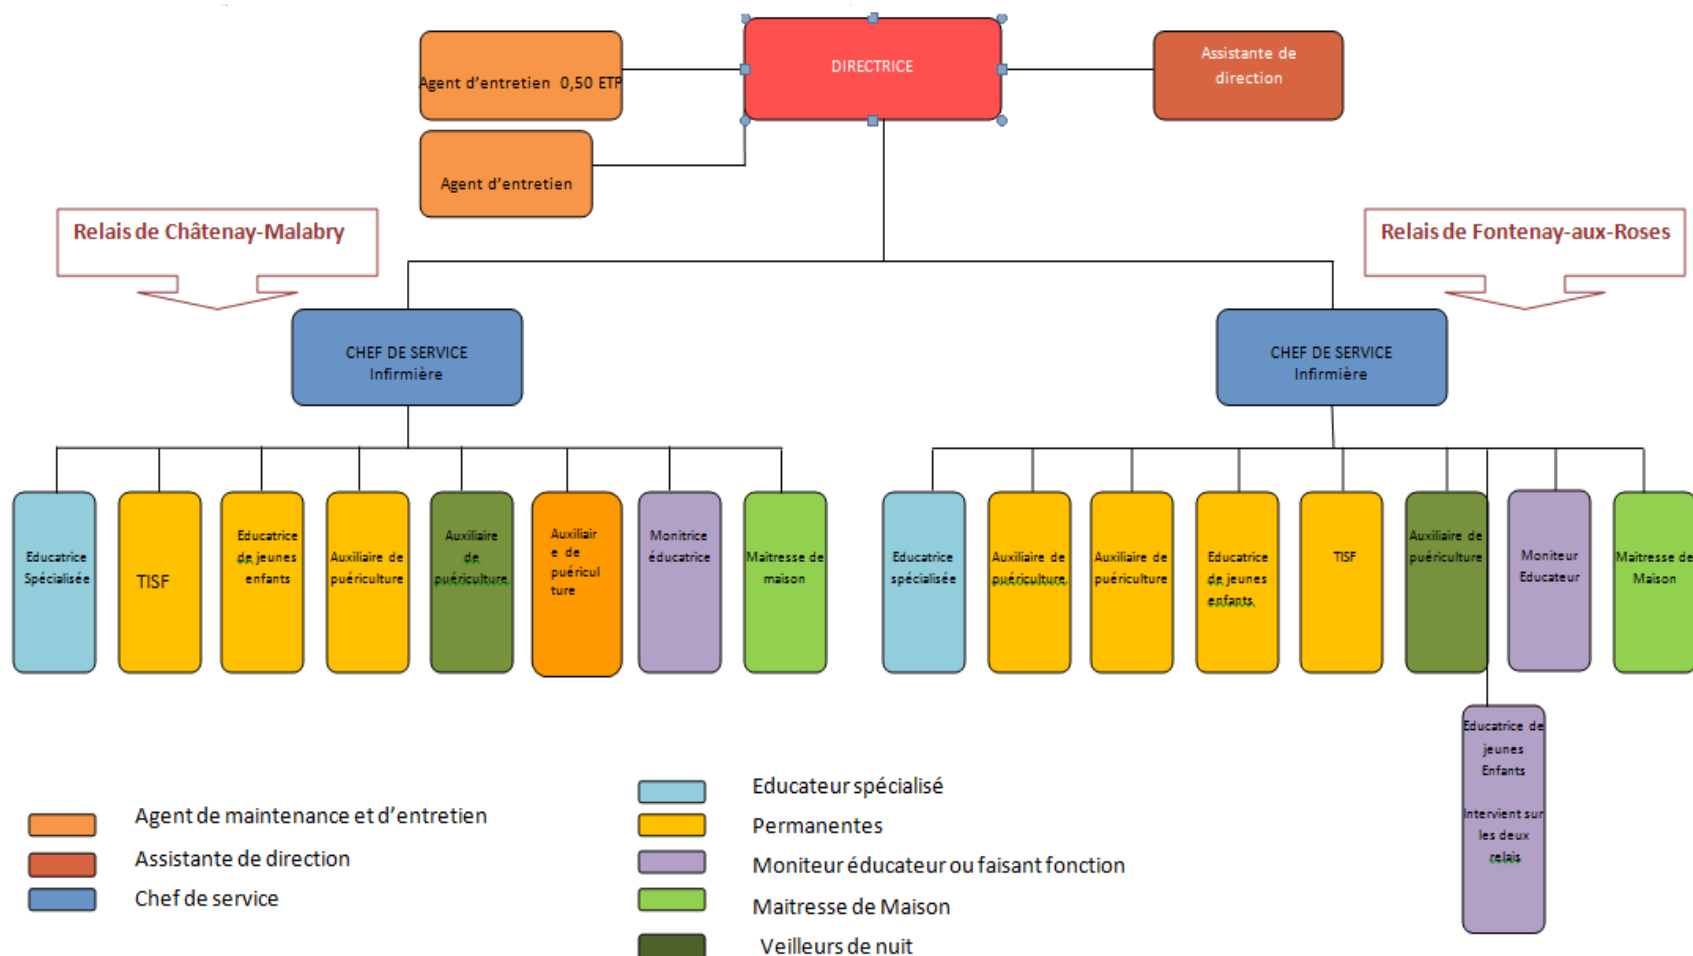 DIRECTRICE
Assistante de
direction
Agent d'entretien 0,50 ETP
Agent d'entretien
Relais de Châtenay-Malabry
Relais de Fontenay-aux-Roses
CHEF DE SERVICE
Infirmière
CHEF DE SERVICE
Infirmière
Educatrice
Spécialisée
TISF
Educatrice
de jeunes
enfants
Auxiliaire de
puériculture
Auxiliaire
de
puériculture
Auxiliair
e de
puéricul
ture
Monitrice
éducatrice
Maitresse de
maison
Educatrice
spécialisée
Auxiliaire de
puériculture
Auxiliaire de
puériculture
Educatrice
de jeunes
enfants
TISF
Auxiliaire de
puériculture
Moniteur
Educateur
Maitresse de
Maison
Educatrice de
jeunes
Enfants
Intervient sur
les deux
relais
Agent de maintenance et d'entretien
Assistante de direction
Chef de service
Educateur spécialisé
Permanentes
Moniteur éducateur ou faisant fonction
Maitresse de Maison
Veilleurs de nuit